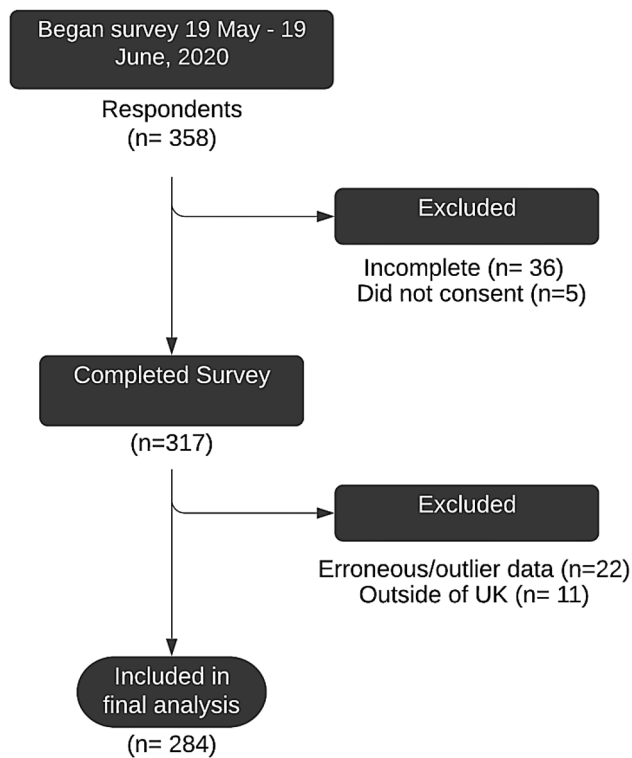 Began survey 19 May - 19
June, 2020
Respondents
(n= 358)
Excluded
Incomplete (n= 36)
Did not consent (n=5)
Completed Survey
(n=317)
Excluded
Erroneous/outlier data (n=22)
Outside of UK (n= 11)
Included in
final analysis
(n= 284)